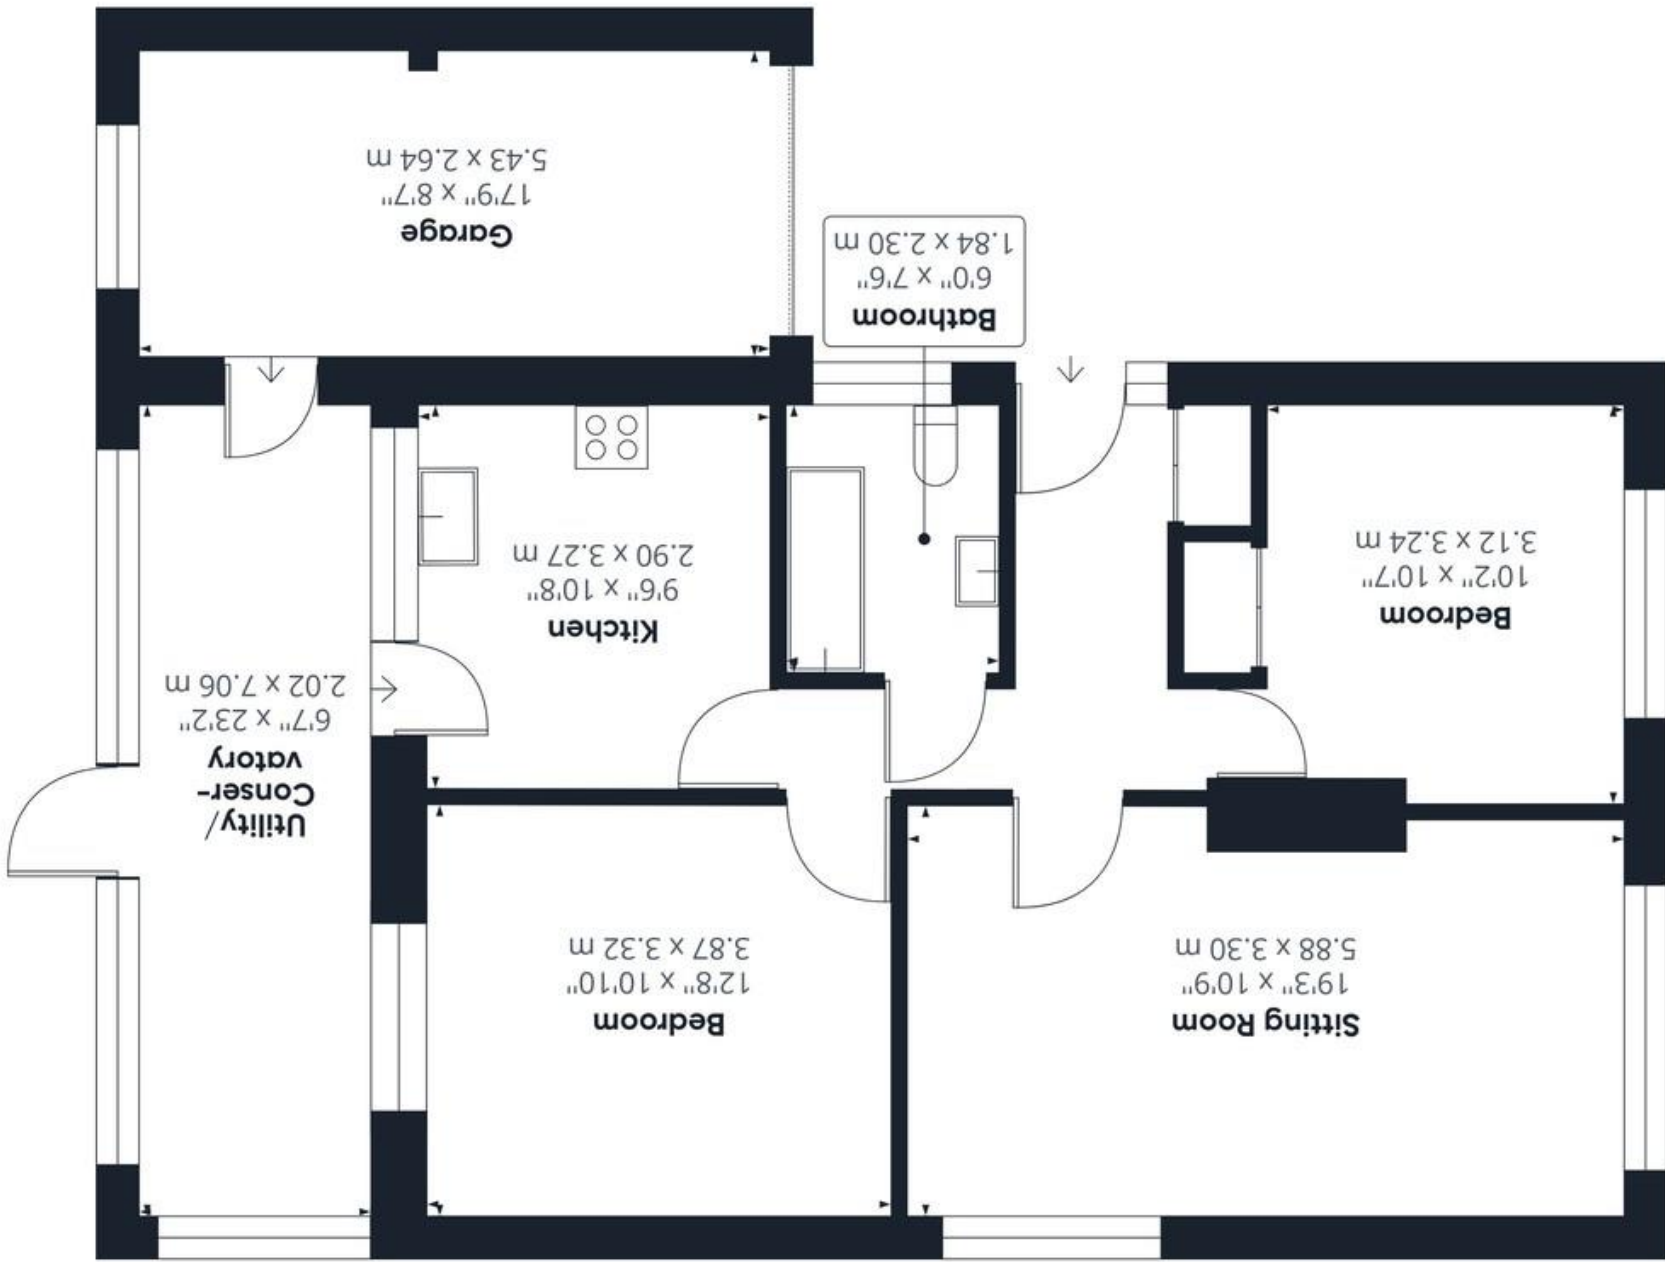 Sitting Room
19'3" x 10'9"
5.88 x 3.30 m
Bedroom
12'8" x 10'10"
3.87 x 3.32 m
Utility/
Conser-
vatory
6'7" x 23'2"
2.02 x 7.06 m
Bedroom
10'2" x 10'7"
3.12 x 3.24 m
Kitchen
9'6" x 10'8"
2.90 x 3.27 m
Bathroom
6'0" x 7'6"
1.84 x 2.30 m
Garage
17'9" x 8'7"
5.43 x 2.64 m